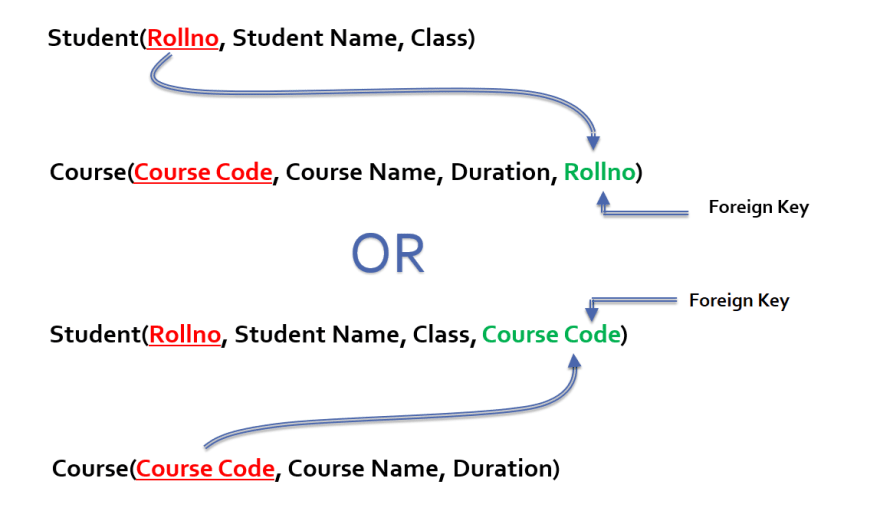 Student(Rollno, Student Name, Class)
Course(Course Code, Course Name, Duration, Rollno)
Foreign Key
OR
Foreign Key
Student(Rollno, Student Name, Class, Course Code)
Course(Course Code, Course Name, Duration)